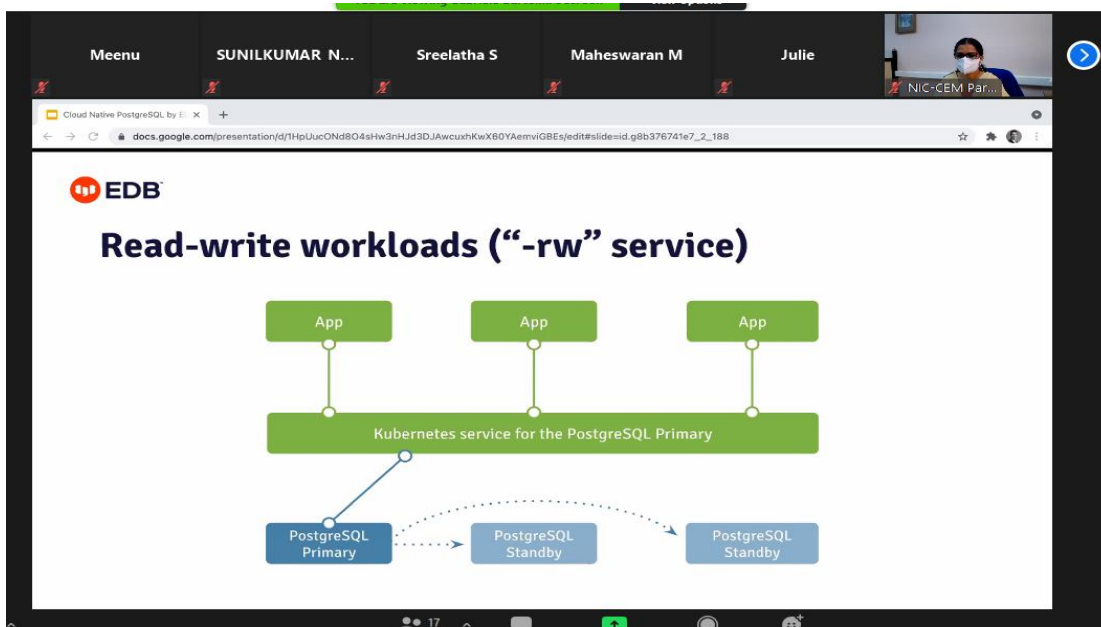 Meenu
SUNILKUMAR N...
Sreelatha S
Maheswaran M
Julie
NIC-CEM Par...
Cloud Native PostgreSQL by E
docs.google.com/presentation/d/1HpUucONd8O4sHw3nHJd3DJAwcuxhKwX60YAemviGBEs/edit#slide=id.g8b376741e7_2_188
EDB
Read-write workloads (“-rw” service)
App
App
App
Kubernetes service for the PostgreSQL Primary
PostgreSQL
Primary
PostgreSQL
Standby
PostgreSQL
Standby
17